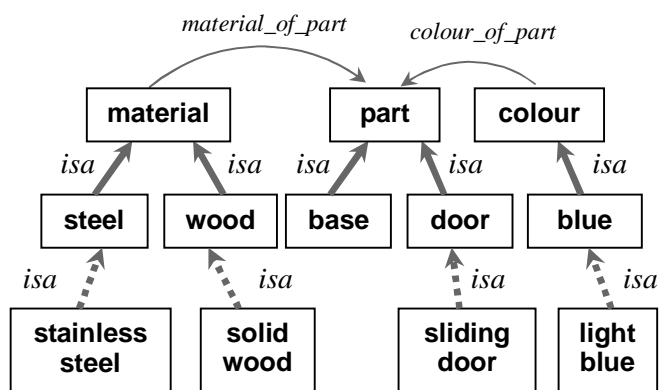 material_of_part
colour_of_part
material
part
colour
isa
isa
isa
isa
isa
steel
wood
base
door
blue
isa
isa
isa
isa
stainless
steel
solid
wood
sliding
door
light
blue